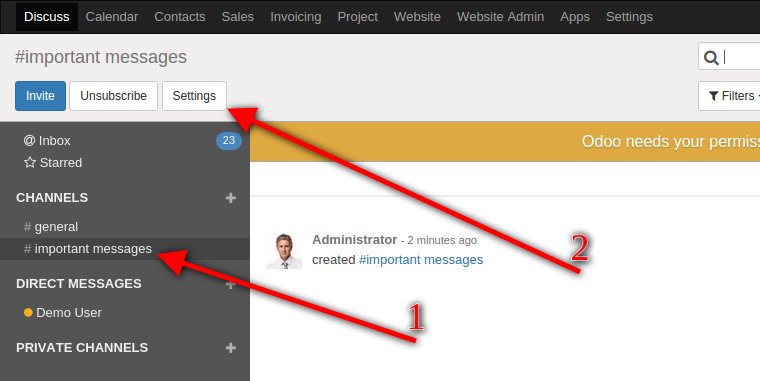 Discuss Calendar Contacts Sales Invoicing Project Website Website Admin Apps Settings
#important messages
Invite Unsubscribe Settings Filters
@ Inbox 23
Starred
Odoo needs your permiss
CHANNELS +
# general
# important messages
Administrator - 2 minutes ago
created #important messages
2
DIRECT MESSAGES +
Demo User
1
PRIVATE CHANNELS +